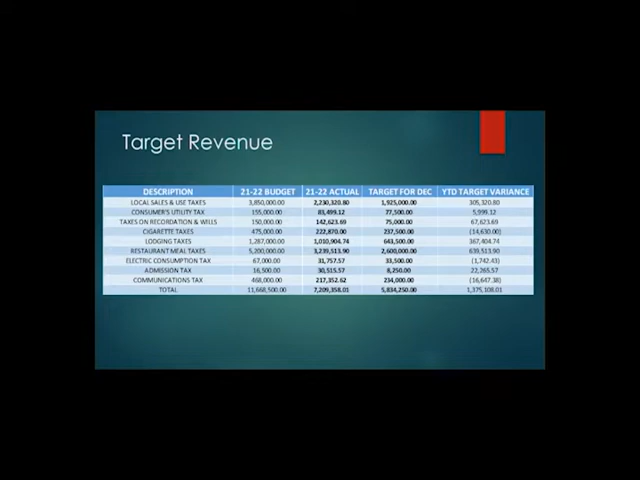 Target Revenue
DESCRIPTION 21-22 BUDGET 21-22 ACTUAL TARGET FOR DEC YTD TARGET VARIANCE
LOCAL SALES & USE TAXES 3,850,000.00 2,230,320.80 1,925,000.00 305,320.80
CONSUMER'S UTILITY TAX 155,000.00 83,499.12 77,500.00 5,999.12
TAXES ON RECORDATION & WILLS 150,000.00 142,623.69 75,000.00 67,623.69
CIGARETTE TAXES 475,000.00 222,870.00 237,500.00 (14,630.00)
LODGING TAXES 1,287,000.00 1,010,904.74 643,500.00 367,404.74
RESTAURANT MEAL TAXES 5,200,000.00 3,239,513.90 2,600,000.00 639,513.90
ELECTRIC CONSUMPTION TAX 67,000.00 31,757.57 33,500.00 (1,742.43)
ADMISSION TAX 16,500.00 30,515.57 8,250.00 22,265.57
COMMUNICATIONS TAX 468,000.00 217,352.62 234,000.00 (16,647.38)
TOTAL 11,668,500.00 7,209,358.01 5,834,250.00 1,375,108.01